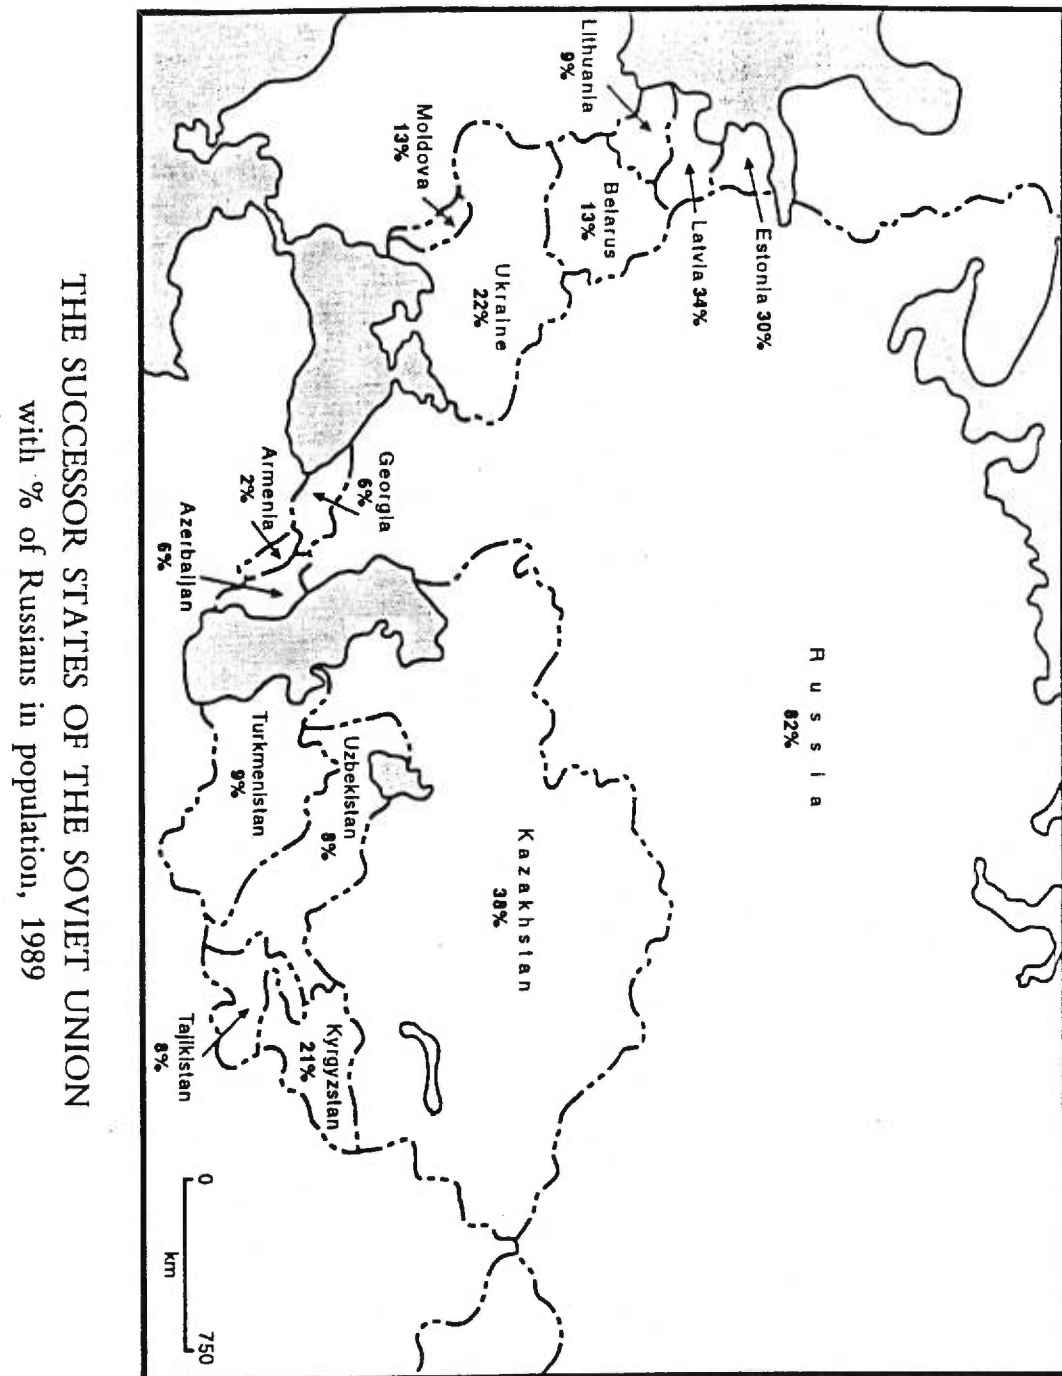 Estonia 30%
Latvia 34%
Lithuania
9%
Belarus
13%
Moldova
13%
Ukraine
22%
Russia
82%
Georgia
6%
Armenia
2%
Azerbaijan
6%
Kazakhstan
38%
Uzbekistan
8%
Turkmenistan
9%
Kyrgyzstan
21%
Tajikistan
8%
0 750
km
THE SUCCESSOR STATES OF THE SOVIET UNION
with % of Russians in population, 1989